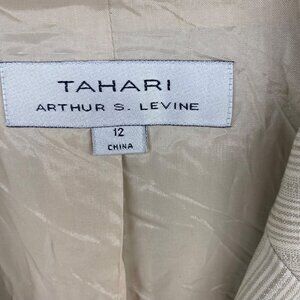 TAHARI
ARTHUR S. LEVINE
12
CHINA